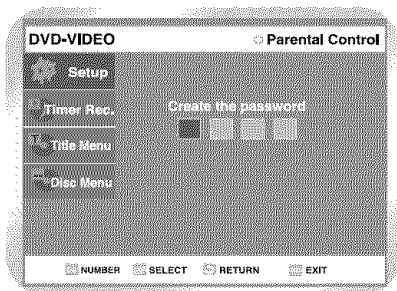 DVD-VIDEO Parental Control
Setup
Timer Rec.
Create the password
Title Menu
Disc Menu
NUMBER SELECT RETURN EXIT